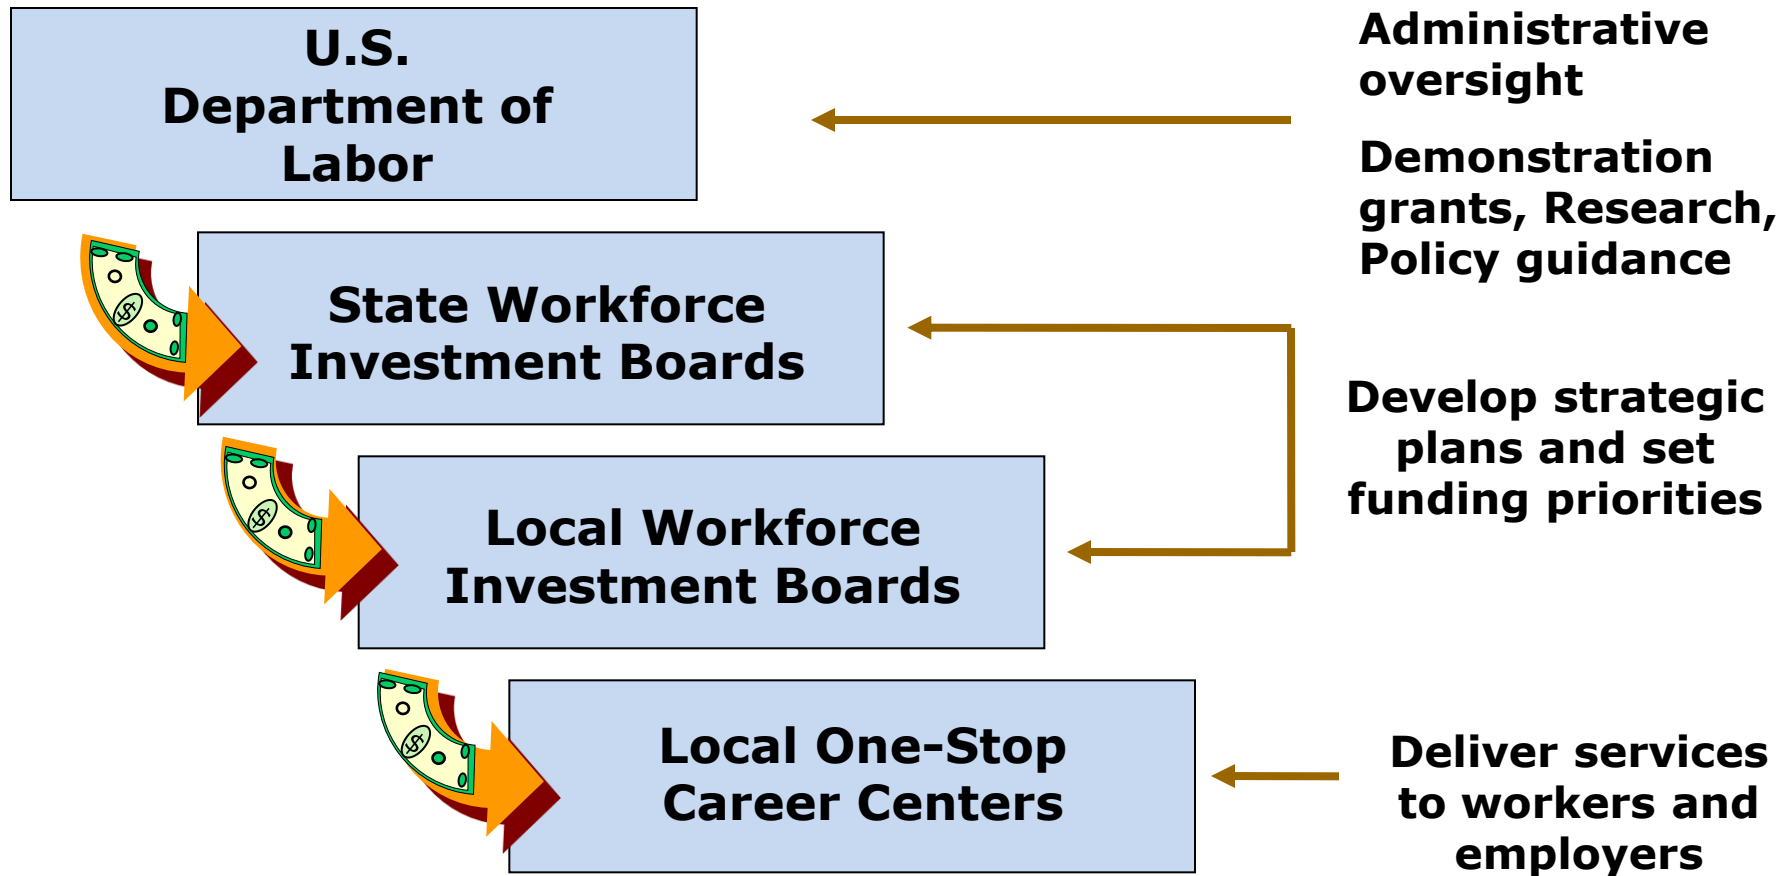 U.S.
Department of
Labor
Administrative
oversight
Demonstration
grants, Research,
Policy guidance
$
State Workforce
Investment Boards
Develop strategic
plans and set
funding priorities
$
Local Workforce
Investment Boards
$
Local One-Stop
Career Centers
Deliver services
to workers and
employers